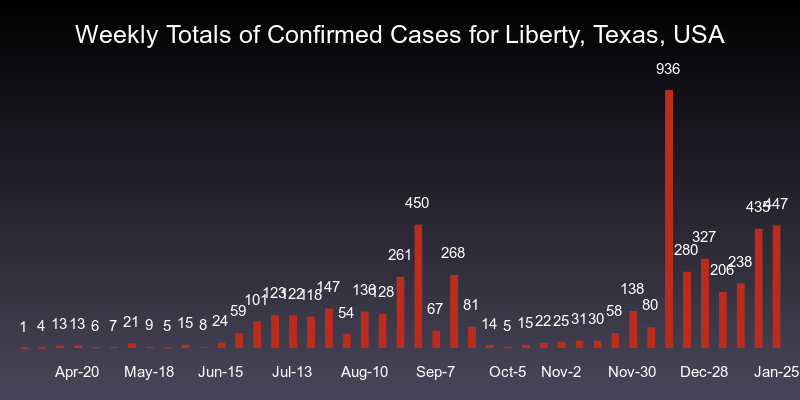 Weekly Totals of Confirmed Cases for Liberty, Texas, USA
936
450
435 447
327
280
261 268
238
206
147
136 128 138
101 123 122 118
81 80
59 54 67 58
24 22 25 31 30
1 4 13 13 6 7 21 9 5 15 8 14 5 15
Apr-20 May-18 Jun-15 Jul-13 Aug-10 Sep-7 Oct-5 Nov-2 Nov-30 Dec-28 Jan-25